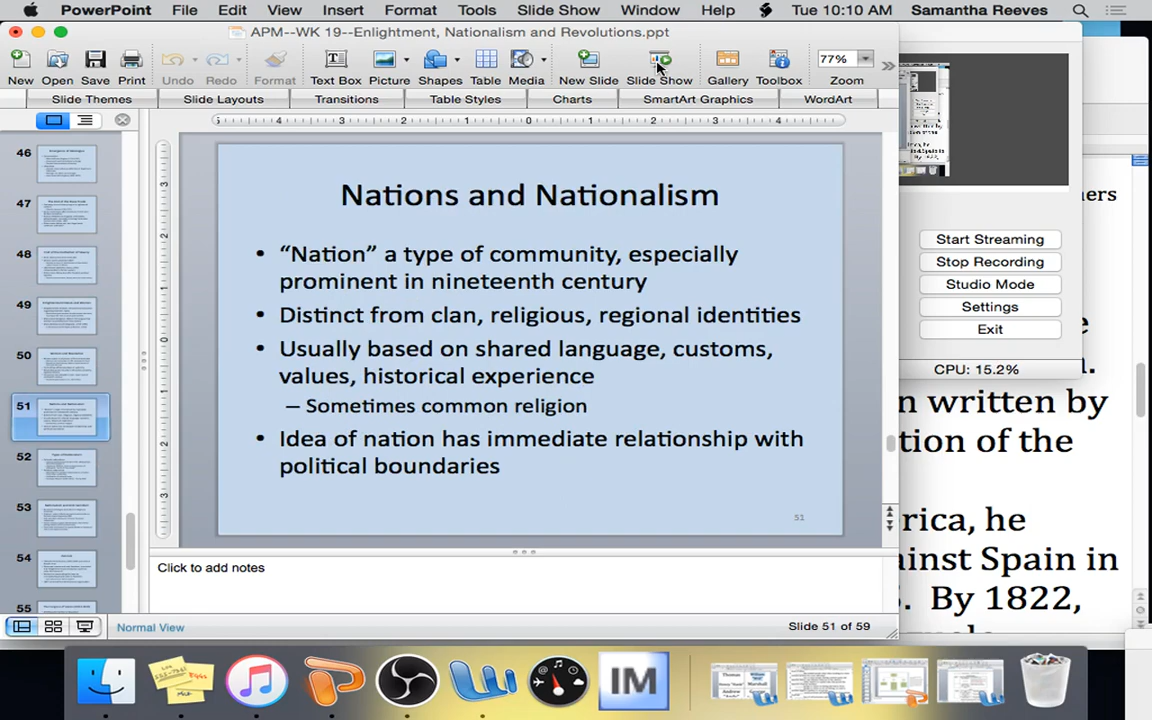 PowerPoint File Edit View Insert Format Tools Slide Show Window Help Tue 10:10 AM Samantha Reeves
APM--WK 19--Enlightment, Nationalism and Revolutions.ppt
New Open Save Print Undo Redo Format Text Box Picture Shapes Table Media New Slide Slide Show Gallery Toolbox 77% Zoom
Slide Themes Slide Layouts Transitions Table Styles Charts SmartArt Graphics WordArt
46
47
48
49
50
51
52
53
54
55
Nations and Nationalism
• “Nation” a type of community, especially
prominent in nineteenth century
• Distinct from clan, religious, regional identities
• Usually based on shared language, customs,
values, historical experience
– Sometimes common religion
• Idea of nation has immediate relationship with
political boundaries
51
Click to add notes
Normal View
Slide 51 of 59
Start Streaming
Stop Recording
Studio Mode
Settings
Exit
CPU: 15.2%
n written by
tion of the
rica, he
ainst Spain in
By 1822,
IM